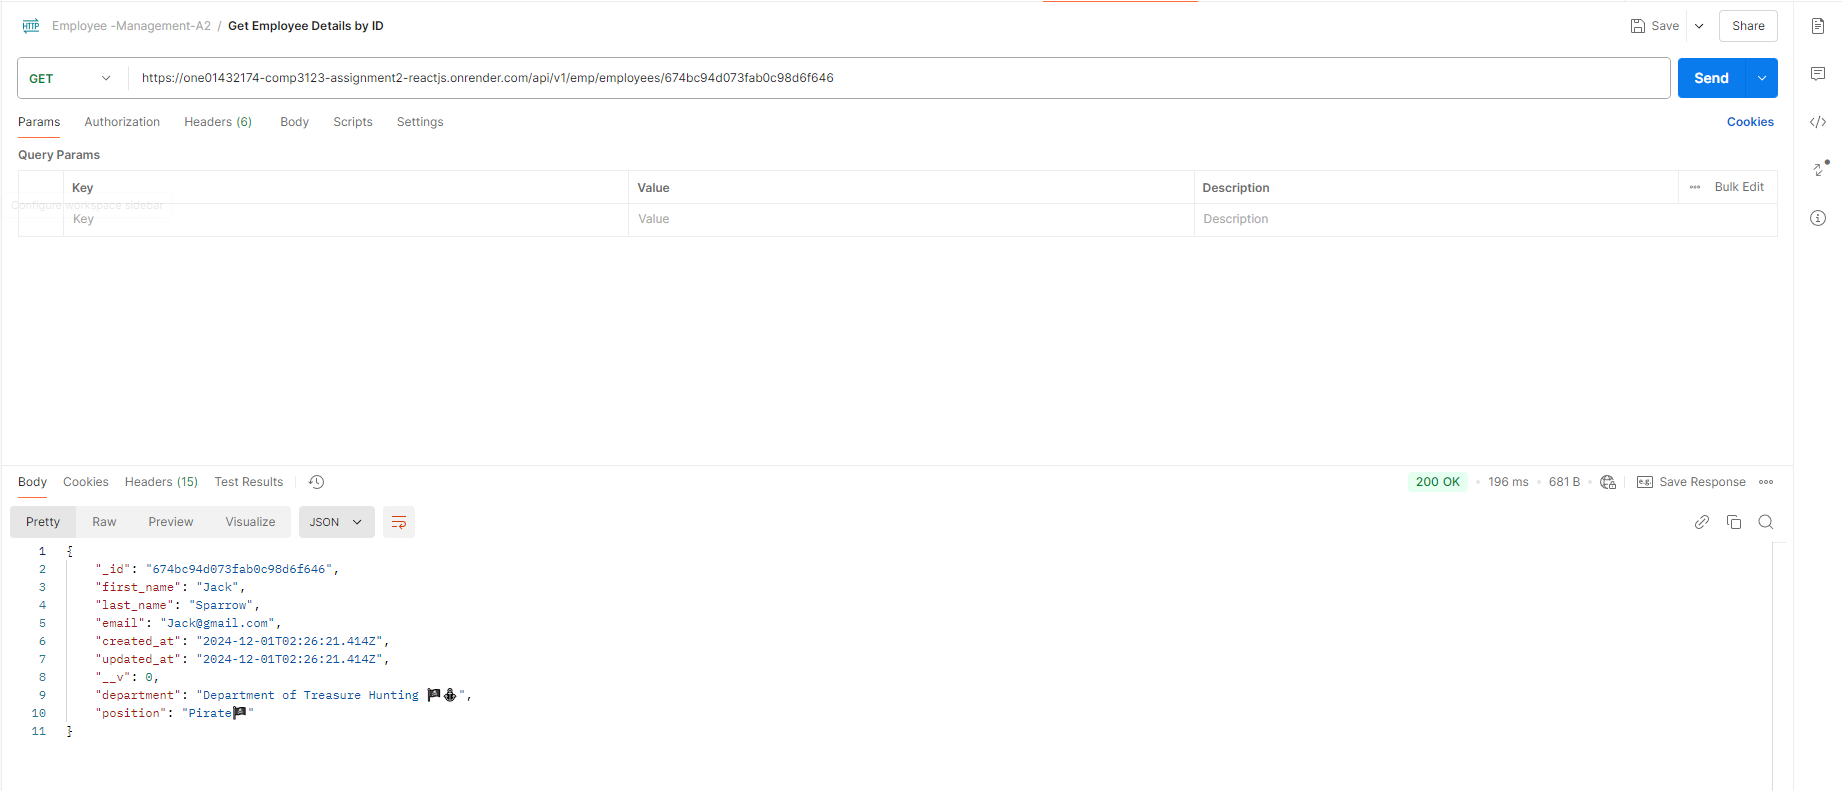 HTTP Employee -Management-A2 / Get Employee Details by ID Save Share
GET https://one01432174-comp3123-assignment2-reactjs.onrender.com/api/v1/emp/employees/674bc94d073fab0c98d6f646 Send
Params Authorization Headers (6) Body Scripts Settings Cookies
Query Params
Key Value Description Bulk Edit
Configure workspace sidebar
Key Value Description
Body Cookies Headers (15) Test Results 200 OK • 196 ms • 681 B • e.g. Save Response
Pretty Raw Preview Visualize JSON
1 {
2 "_id": "674bc94d073fab0c98d6f646",
3 "first_name": "Jack",
4 "last_name": "Sparrow",
5 "email": "Jack@gmail.com",
6 "created_at": "2024-12-01T02:26:21.414Z",
7 "updated_at": "2024-12-01T02:26:21.414Z",
8 "__v": 0,
9 "department": "Department of Treasure Hunting ",
10 "position": "Pirate"
11 }